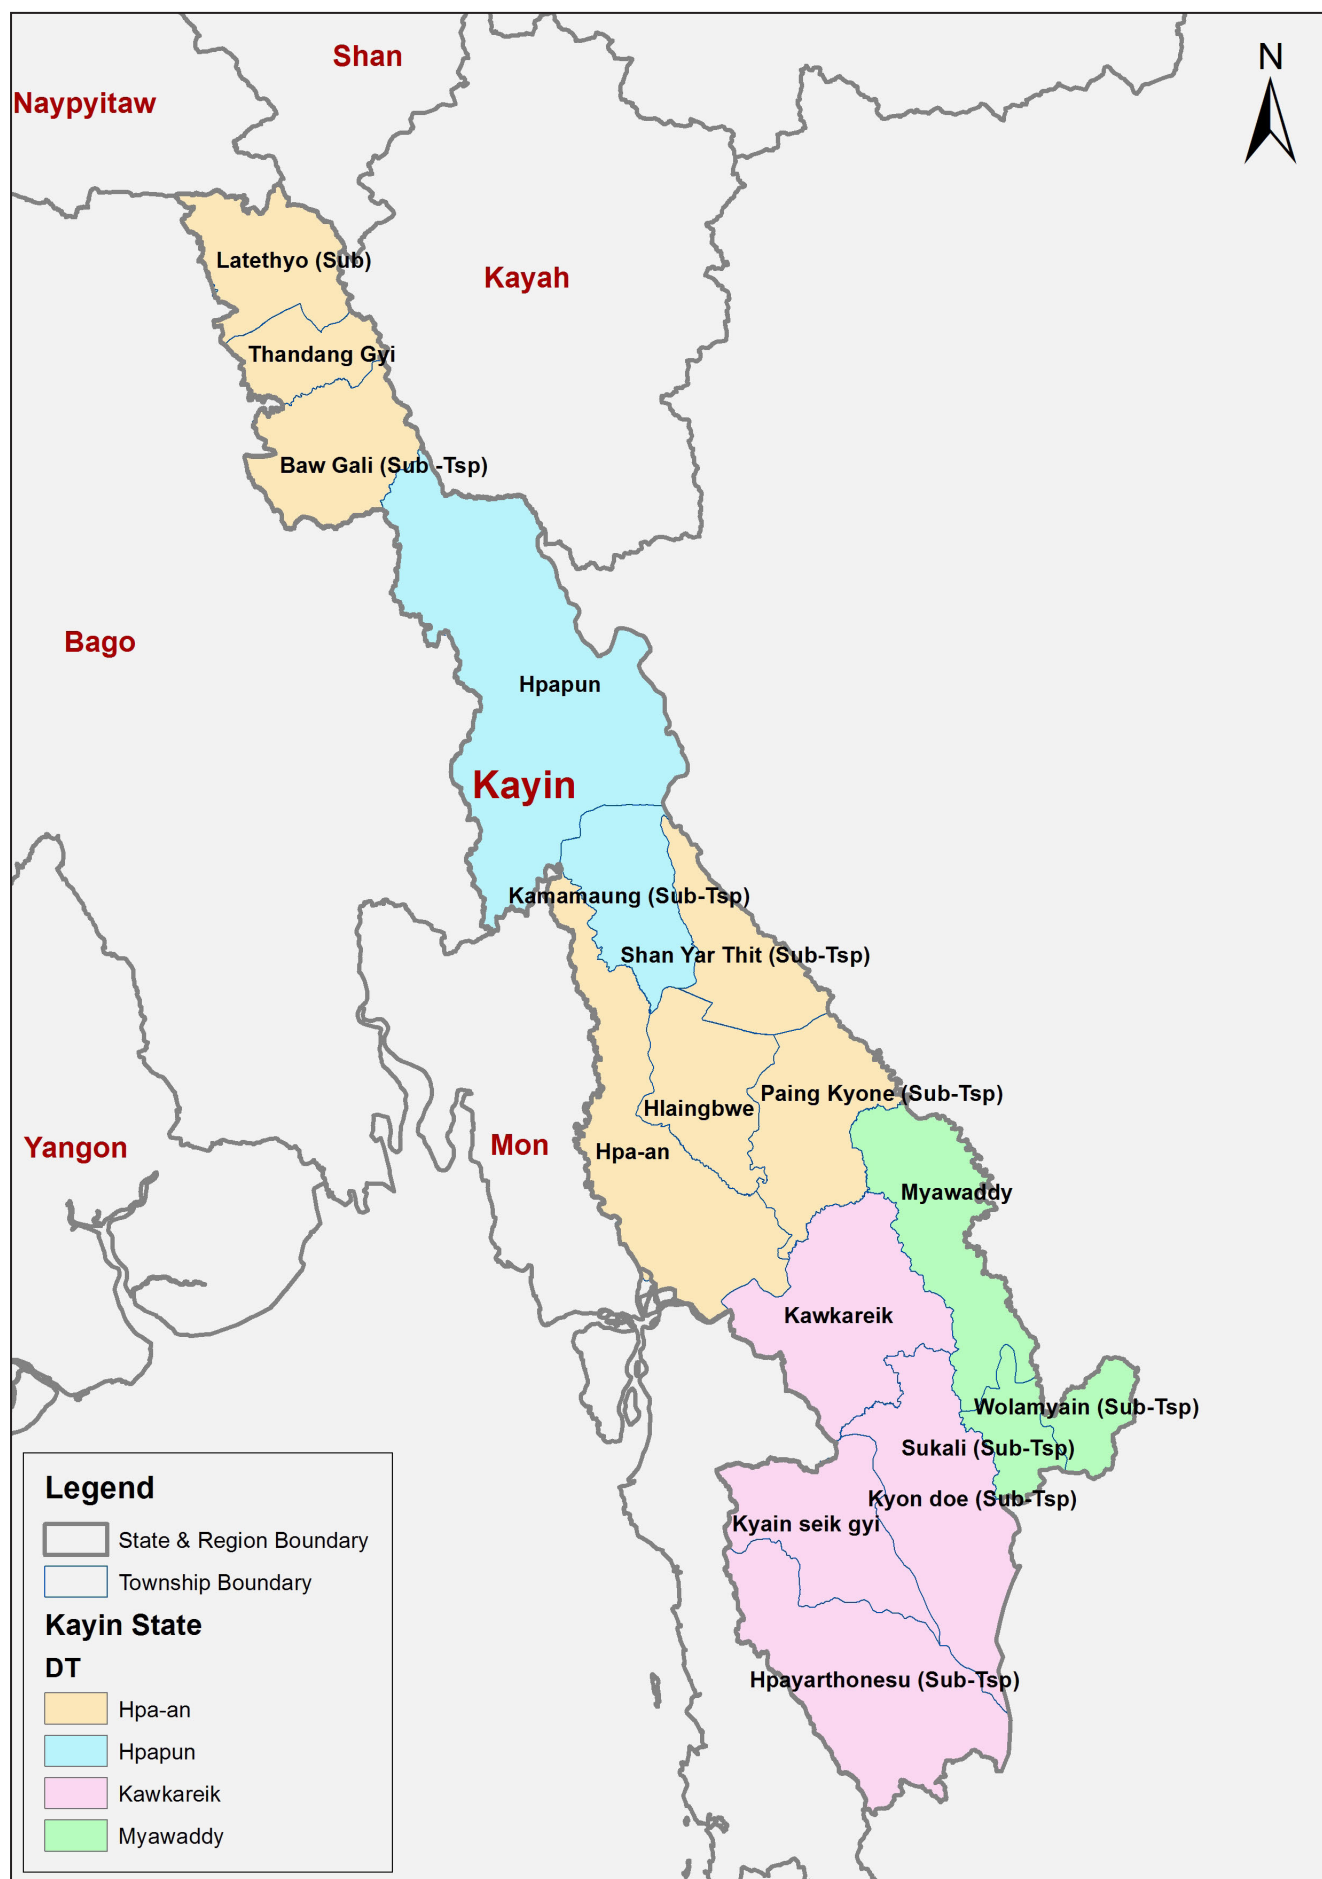 Shan
N
Naypyitaw
Latethyo (Sub)
Kayah
Thandang Gyi
Baw Gali (Sub -Tsp)
Bago
Hpapun
Kayin
Kamamaung (Sub-Tsp)
Shan Yar Thit (Sub-Tsp)
Paing Kyone (Sub-Tsp)
Hlaingbwe
Yangon
Mon
Hpa-an
Myawaddy
Kawkareik
Wolamyain (Sub-Tsp)
Sukali (Sub-Tsp)
Kyon doe (Sub-Tsp)
Kyain seik gyi
Hpayarthonesu (Sub-Tsp)
Legend
State & Region Boundary
Township Boundary
Kayin State
DT
Hpa-an
Hpapun
Kawkareik
Myawaddy